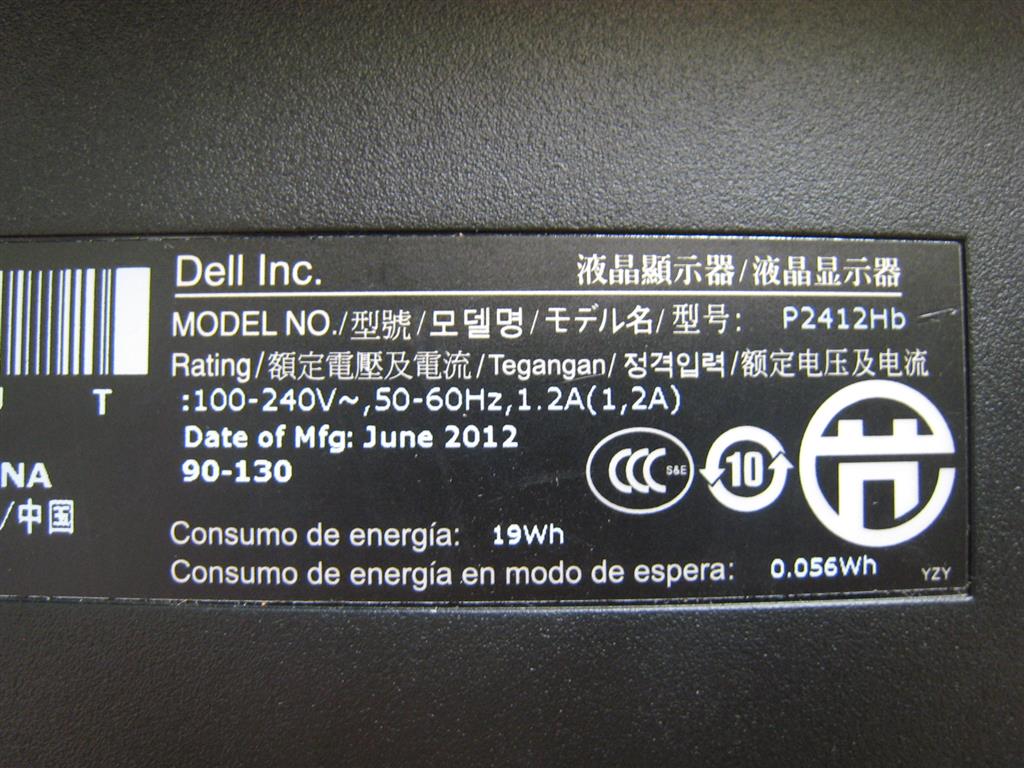 Dell Inc. 液晶顯示器/液晶显示器
MODEL NO./型號/모델명/モデル名/型号: P2412Hb
Rating/額定電壓及電流/Tegangan/정격입력/额定电压及电流
:100-240V~,50-60Hz,1.2A(1,2A)
T
Date of Mfg: June 2012
90-130
CCC S&E
10
NA
/中国
Consumo de energía: 19Wh
Consumo de energía en modo de espera: 0.056Wh
YZY